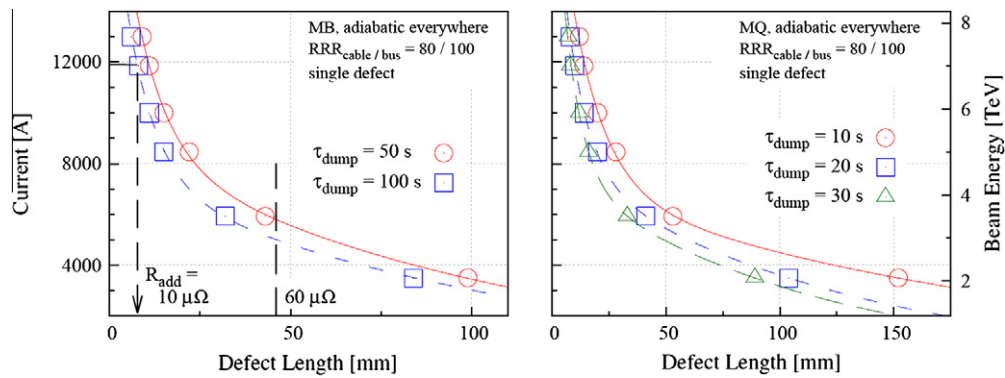 MB, adiabatic everywhere
RRRcable / bus = 80 / 100
single defect
τdump = 50 s
τdump = 100 s
Radd =
10 μΩ
60 μΩ
12000
8000
4000
Current [A]
0
50
100
Defect Length [mm]
MQ, adiabatic everywhere
RRRcable / bus = 80 / 100
single defect
τdump = 10 s
τdump = 20 s
τdump = 30 s
8
6
4
2
Beam Energy [TeV]
0
50
100
150
Defect Length [mm]